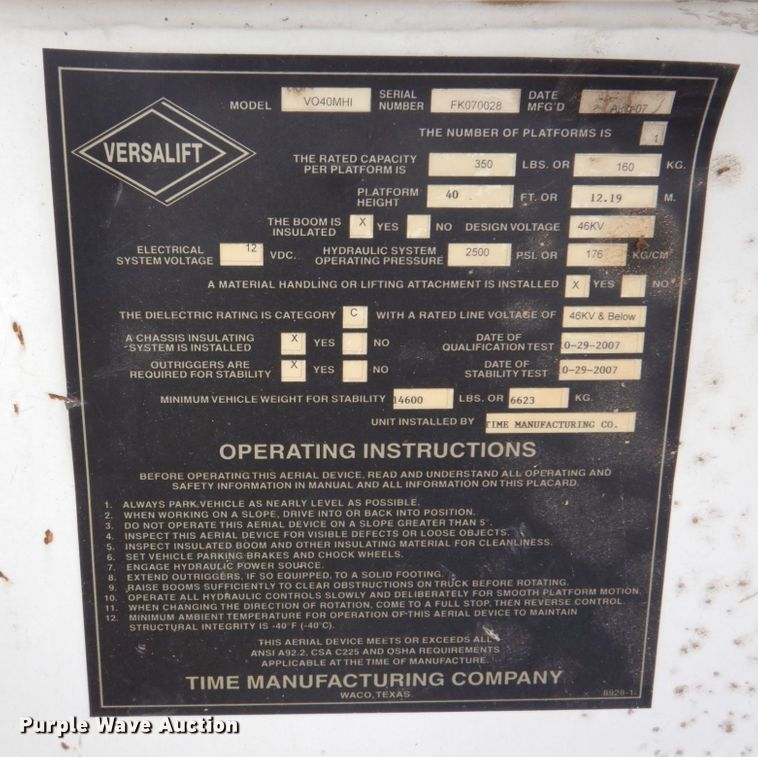 VERSALIFT
MODEL VO40MHI SERIAL NUMBER FK070028 DATE MFG'D -07
THE NUMBER OF PLATFORMS IS 1
THE RATED CAPACITY PER PLATFORM IS 350 LBS. OR 160 KG.
PLATFORM HEIGHT 40 FT. OR 12.19 M.
THE BOOM IS INSULATED X YES NO DESIGN VOLTAGE 46KV
ELECTRICAL SYSTEM VOLTAGE 12 VDC. HYDRAULIC SYSTEM OPERATING PRESSURE 2500 PSI. OR 176 KG/CM
A MATERIAL HANDLING OR LIFTING ATTACHMENT IS INSTALLED X YES NO
THE DIELECTRIC RATING IS CATEGORY C WITH A RATED LINE VOLTAGE OF 46KV & Below
A CHASSIS INSULATING SYSTEM IS INSTALLED X YES NO DATE OF QUALIFICATION TEST 0-29-2007
OUTRIGGERS ARE REQUIRED FOR STABILITY X YES NO DATE OF STABILITY TEST 0-29-2007
MINIMUM VEHICLE WEIGHT FOR STABILITY 14600 LBS. OR 6623 KG.
UNIT INSTALLED BY TIME MANUFACTURING CO.
OPERATING INSTRUCTIONS
BEFORE OPERATING THIS AERIAL DEVICE, READ AND UNDERSTAND ALL OPERATING AND
SAFETY INFORMATION IN MANUAL AND ALL INFORMATION ON THIS PLACARD.
1. ALWAYS PARK VEHICLE AS NEARLY LEVEL AS POSSIBLE.
2. WHEN WORKING ON A SLOPE, DRIVE INTO OR BACK INTO POSITION.
3. DO NOT OPERATE THIS AERIAL DEVICE ON A SLOPE GREATER THAN 5°.
4. INSPECT THIS AERIAL DEVICE FOR VISIBLE DEFECTS OR LOOSE OBJECTS.
5. INSPECT INSULATED BOOM AND OTHER INSULATING MATERIAL FOR CLEANLINESS.
6. SET VEHICLE PARKING BRAKES AND CHOCK WHEELS.
7. ENGAGE HYDRAULIC POWER SOURCE.
8. EXTEND OUTRIGGERS, IF SO EQUIPPED, TO A SOLID FOOTING.
9. RAISE BOOMS SUFFICIENTLY TO CLEAR OBSTRUCTIONS ON TRUCK BEFORE ROTATING.
10. OPERATE ALL HYDRAULIC CONTROLS SLOWLY AND DELIBERATELY FOR SMOOTH PLATFORM MOTION.
11. WHEN CHANGING THE DIRECTION OF ROTATION, COME TO A FULL STOP, THEN REVERSE CONTROL.
12. MINIMUM AMBIENT TEMPERATURE FOR OPERATION OF THIS AERIAL DEVICE TO MAINTAIN
STRUCTURAL INTEGRITY IS -40°F (-40°C).
THIS AERIAL DEVICE MEETS OR EXCEEDS ALL
ANSI A92.2, CSA C225 AND OSHA REQUIREMENTS
APPLICABLE AT THE TIME OF MANUFACTURE.
TIME MANUFACTURING COMPANY
WACO, TEXAS
8928-1
Purple Wave Auction